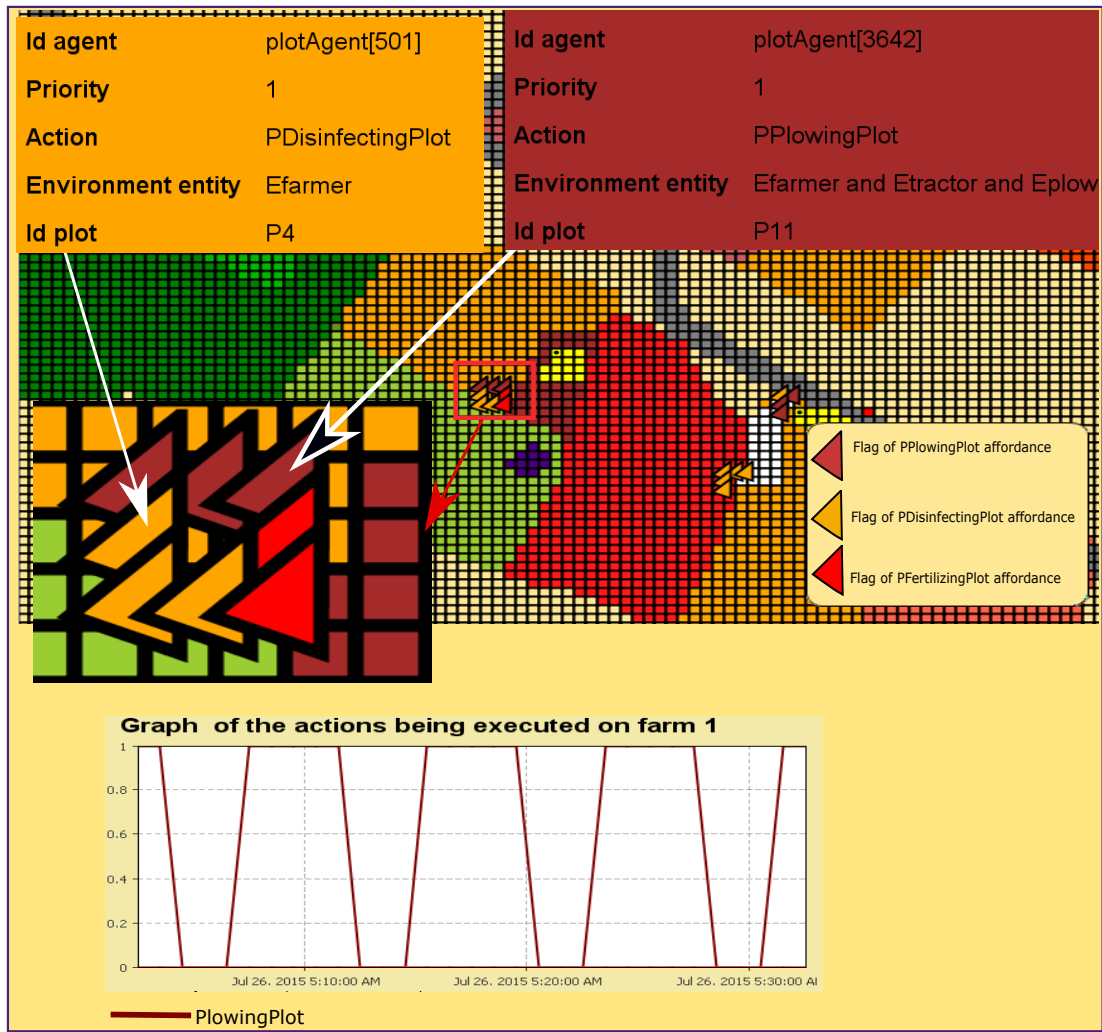 Id agent plotAgent[501]
Priority 1
Action PDisinfectingPlot
Environment entity Efarmer
Id plot P4
Id agent plotAgent[3642]
Priority 1
Action PPlowingPlot
Environment entity Efarmer and Etractor and Eplow
Id plot P11
Flag of PPlowingPlot affordance
Flag of PDisinfectingPlot affordance
Flag of PFertilizingPlot affordance
Graph of the actions being executed on farm 1
1
0.8
0.6
0.4
0.2
0
Jul 26, 2015 5:10:00 AM Jul 26, 2015 5:20:00 AM Jul 26, 2015 5:30:00 AI
PlowingPlot